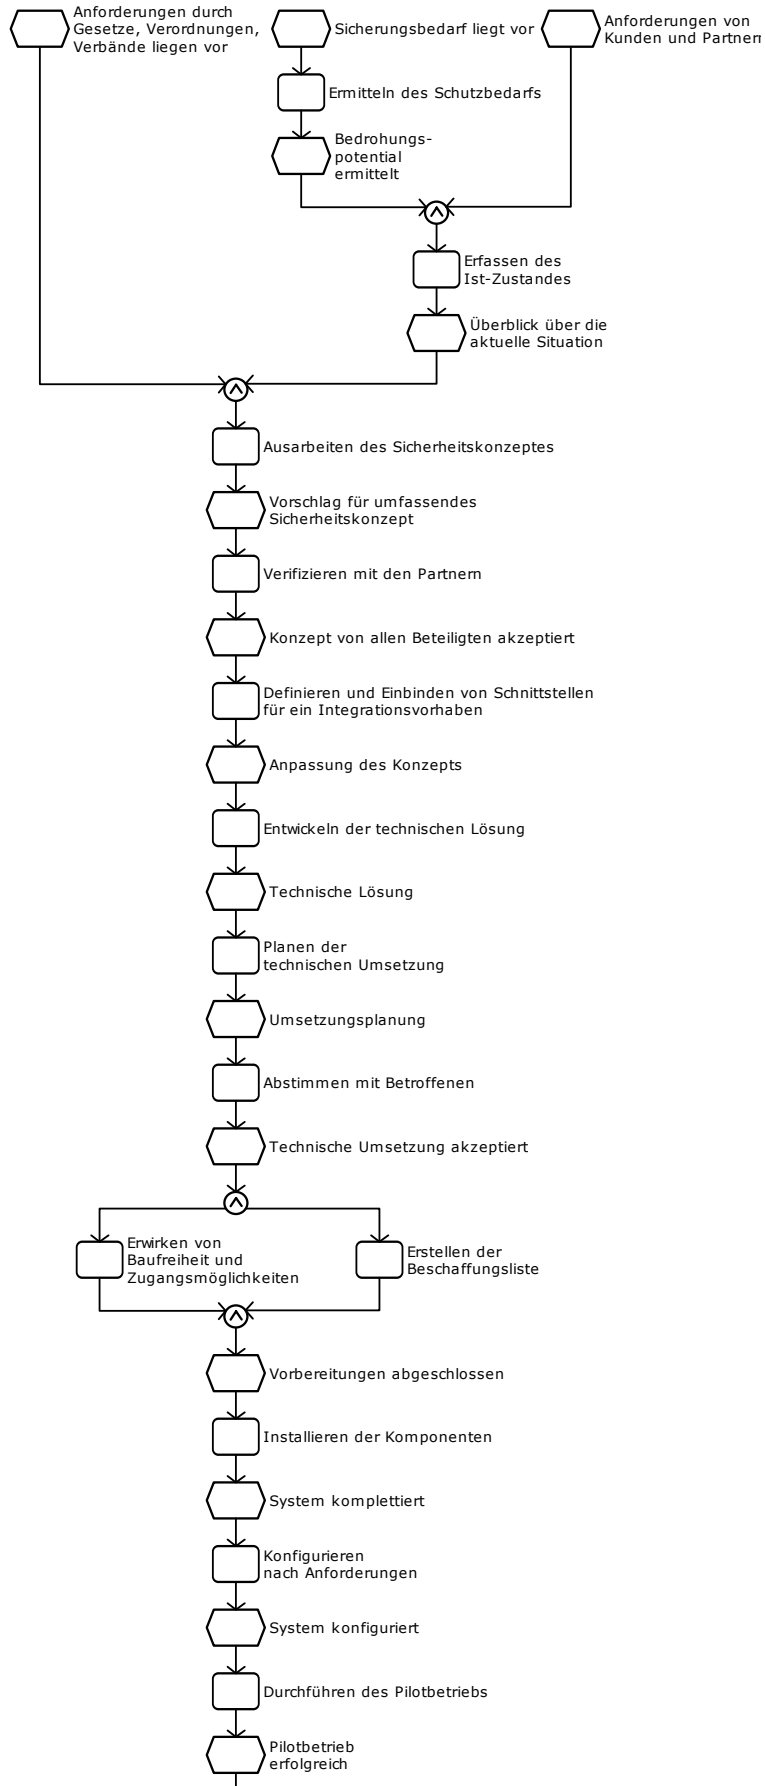 Anforderungen durch
Gesetze, Verordnungen,
Verbände liegen vor
Sicherungsbedarf liegt vor
Anforderungen von
Kunden und Partnern
Ermitteln des Schutzbedarfs
Bedrohungs-
potential
ermittelt
Erfassen des
Ist-Zustandes
Überblick über die
aktuelle Situation
Ausarbeiten des Sicherheitskonzeptes
Vorschlag für umfassendes
Sicherheitskonzept
Verifizieren mit den Partnern
Konzept von allen Beteiligten akzeptiert
Definieren und Einbinden von Schnittstellen
für ein Integrationsvorhaben
Anpassung des Konzepts
Entwickeln der technischen Lösung
Technische Lösung
Planen der
technischen Umsetzung
Umsetzungsplanung
Abstimmen mit Betroffenen
Technische Umsetzung akzeptiert
Erwirken von
Baufreiheit und
Zugangsmöglichkeiten
Erstellen der
Beschaffungsliste
Vorbereitungen abgeschlossen
Installieren der Komponenten
System komplettiert
Konfigurieren
nach Anforderungen
System konfiguriert
Durchführen des Pilotbetriebs
Pilotbetrieb
erfolgreich